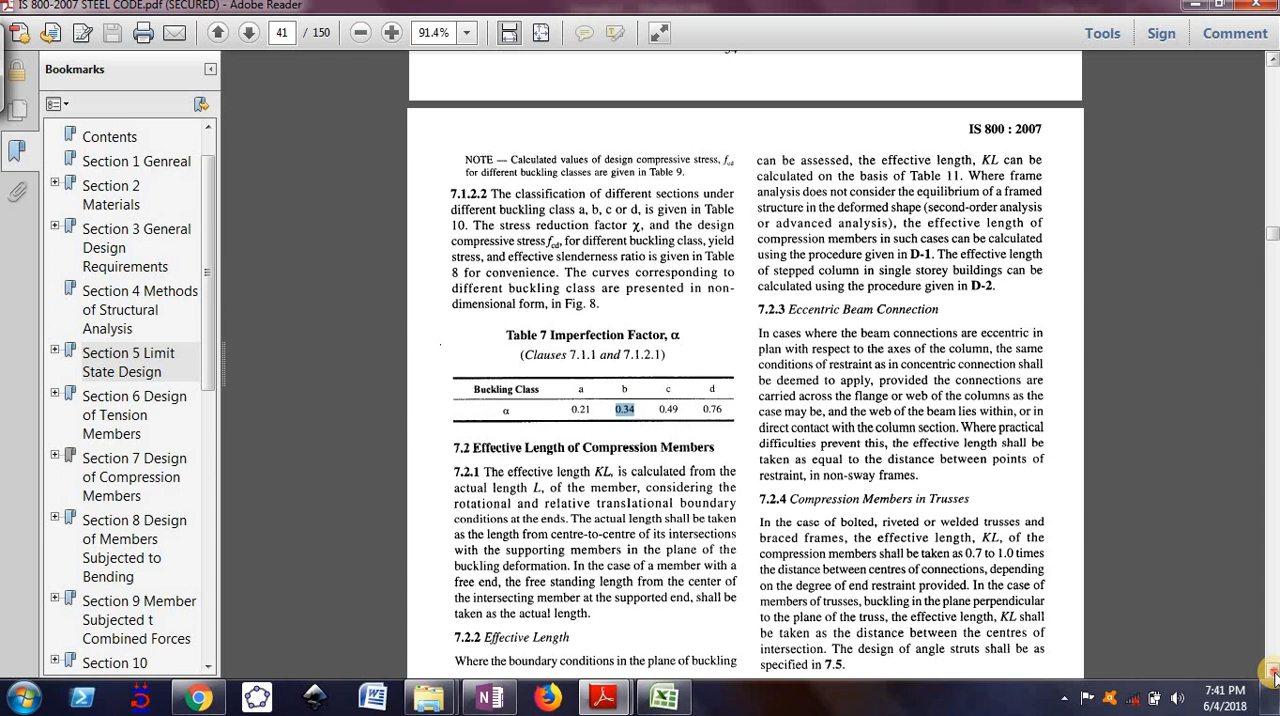 IS 800-2007 STEEL CODE.pdf (SECURED) - Adobe Reader
41 / 150
91.4%
Tools
Sign
Comment
Bookmarks
Contents
Section 1 Genreal
Section 2
Materials
Section 3 General
Design
Requirements
Section 4 Methods
of Structural
Analysis
Section 5 Limit
State Design
Section 6 Design
of Tension
Members
Section 7 Design
of Compression
Members
Section 8 Design
of Members
Subjected to
Bending
Section 9 Member
Subjected t
Combined Forces
Section 10
IS 800 : 2007
NOTE — Calculated values of design compressive stress, fcd
for different buckling classes are given in Table 9.
7.1.2.2 The classification of different sections under
different buckling class a, b, c or d, is given in Table
10. The stress reduction factor χ, and the design
compressive stress fcd, for different buckling class, yield
stress, and effective slenderness ratio is given in Table
8 for convenience. The curves corresponding to
different buckling class are presented in non-
dimensional form, in Fig. 8.
Table 7 Imperfection Factor, α
(Clauses 7.1.1 and 7.1.2.1)
Buckling Class a b c d
α 0.21 0.34 0.49 0.76
7.2 Effective Length of Compression Members
7.2.1 The effective length KL, is calculated from the
actual length L, of the member, considering the
rotational and relative translational boundary
conditions at the ends. The actual length shall be taken
as the length from centre-to-centre of its intersections
with the supporting members in the plane of the
buckling deformation. In the case of a member with a
free end, the free standing length from the center of
the intersecting member at the supported end, shall be
taken as the actual length.
7.2.2 Effective Length
Where the boundary conditions in the plane of buckling
can be assessed, the effective length, KL can be
calculated on the basis of Table 11. Where frame
analysis does not consider the equilibrium of a framed
structure in the deformed shape (second-order analysis
or advanced analysis), the effective length of
compression members in such cases can be calculated
using the procedure given in D-1. The effective length
of stepped column in single storey buildings can be
calculated using the procedure given in D-2.
7.2.3 Eccentric Beam Connection
In cases where the beam connections are eccentric in
plan with respect to the axes of the column, the same
conditions of restraint as in concentric connection shall
be deemed to apply, provided the connections are
carried across the flange or web of the columns as the
case may be, and the web of the beam lies within, or in
direct contact with the column section. Where practical
difficulties prevent this, the effective length shall be
taken as equal to the distance between points of
restraint, in non-sway frames.
7.2.4 Compression Members in Trusses
In the case of bolted, riveted or welded trusses and
braced frames, the effective length, KL, of the
compression members shall be taken as 0.7 to 1.0 times
the distance between centres of connections, depending
on the degree of end restraint provided. In the case of
members of trusses, buckling in the plane perpendicular
to the plane of the truss, the effective length, KL shall
be taken as the distance between the centres of
intersection. The design of angle struts shall be as
specified in 7.5.
7:41 PM
6/4/2018